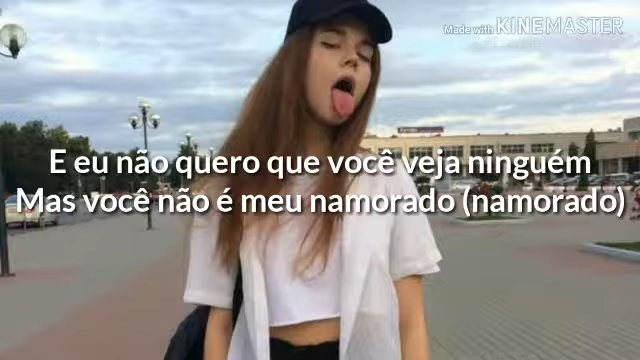 Made with KINEMASTER
E eu não quero que você veja ninguém
Mas você não é meu namorado (namorado)